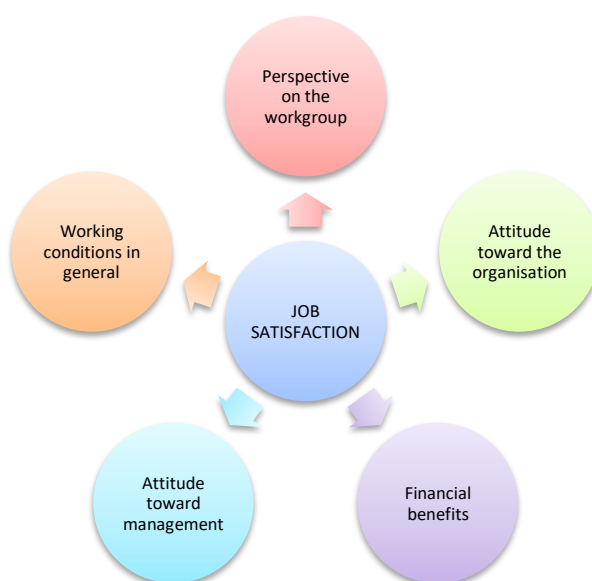 Perspective
on the
workgroup
Working
conditions in
general
Attitude
toward the
organisation
JOB
SATISFACTION
Attitude
toward
management
Financial
benefits